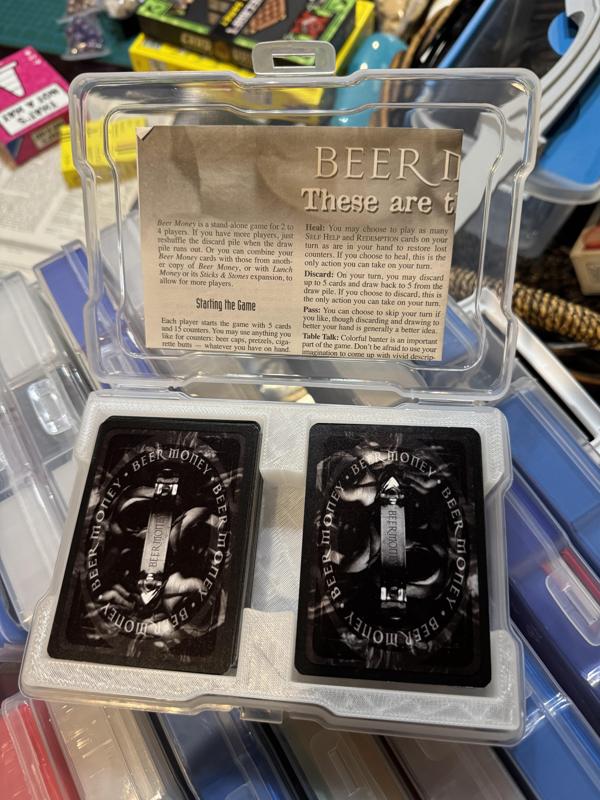 THAT'S
NOT A HAT
BEER M
These are t
Beer Money is a stand-alone game for 2 to
4 players. If you have more players, just
reshuffle the discard pile when the draw
pile runs out. Or you can combine your
Beer Money cards with those from anoth-
er copy of Beer Money, or with Lunch
Money or its Sticks & Stones expansion, to
allow for more players.
Starting the Game
Each player starts the game with 5 cards
and 15 counters. You may use anything you
like for counters: beer caps, pretzels, ciga-
rette butts — whatever you have on hand.
Heal: You may choose to play as many
SELF HELP and REDEMPTION cards on your
turn as are in your hand to restore lost
counters. If you choose to heal, this is the
only action you can take on your turn.
Discard: On your turn, you may discard
up to 5 cards and draw back to 5 from the
draw pile. If you choose to discard, this is
the only action you can take on your turn.
Pass: You can choose to skip your turn if
you like, though discarding and drawing to
better your hand is generally a better idea.
Table Talk: Colorful banter is an important
part of the game. Don't be afraid to use your
imagination to come up with vivid descrip-
BEER MONEY • BEER MONEY • BEER MONEY • BEER MONEY •
BEER MONEY
BEER MONEY • BEER MONEY • BEER MONEY • BEER MONEY •
BEER MONEY